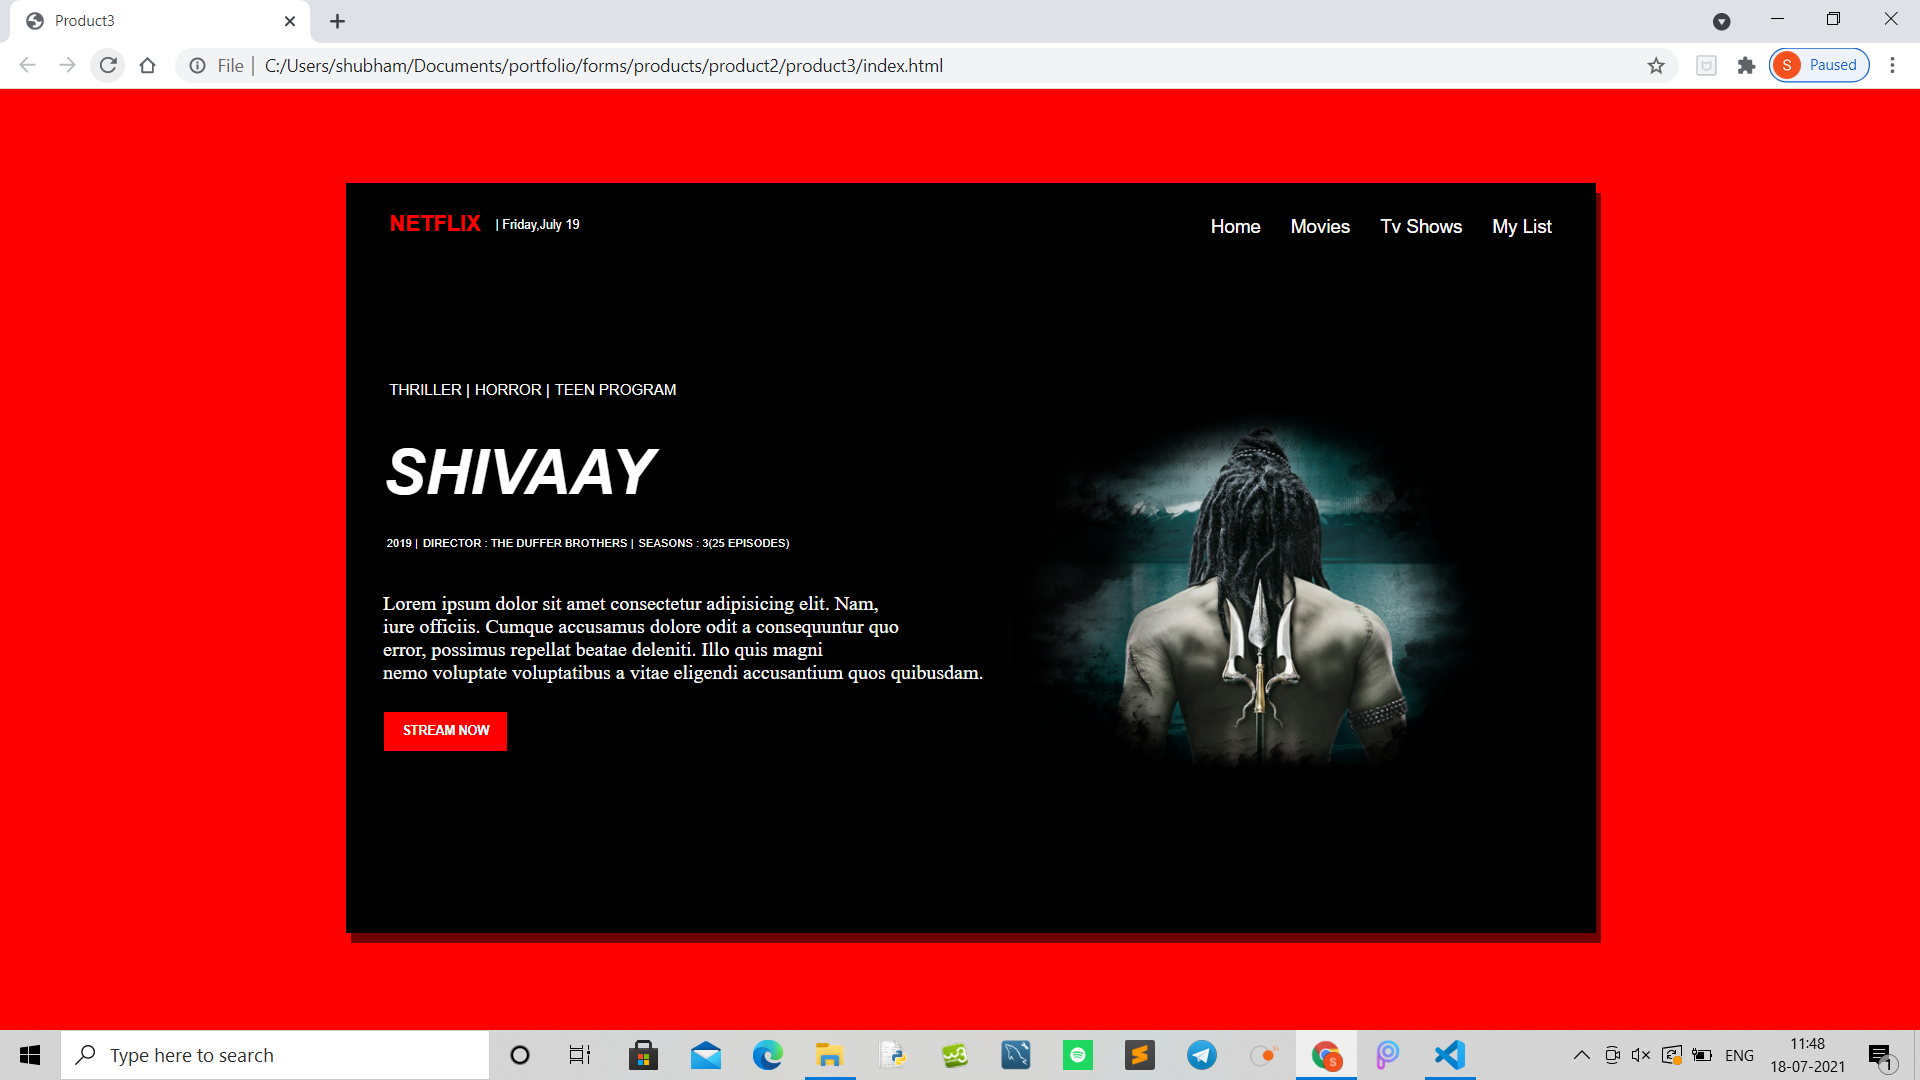 Product3
File | C:/Users/shubham/Documents/portfolio/forms/products/product2/product3/index.html
S Paused
NETFLIX | Friday,July 19
Home Movies Tv Shows My List
THRILLER | HORROR | TEEN PROGRAM
SHIVAAY
2019 | DIRECTOR : THE DUFFER BROTHERS | SEASONS : 3(25 EPISODES)
Lorem ipsum dolor sit amet consectetur adipisicing elit. Nam,
iure officiis. Cumque accusamus dolore odit a consequuntur quo
error, possimus repellat beatae deleniti. Illo quis magni
nemo voluptate voluptatibus a vitae eligendi accusantium quos quibusdam.
STREAM NOW
Type here to search
w3
S
ENG
11:48
18-07-2021
1